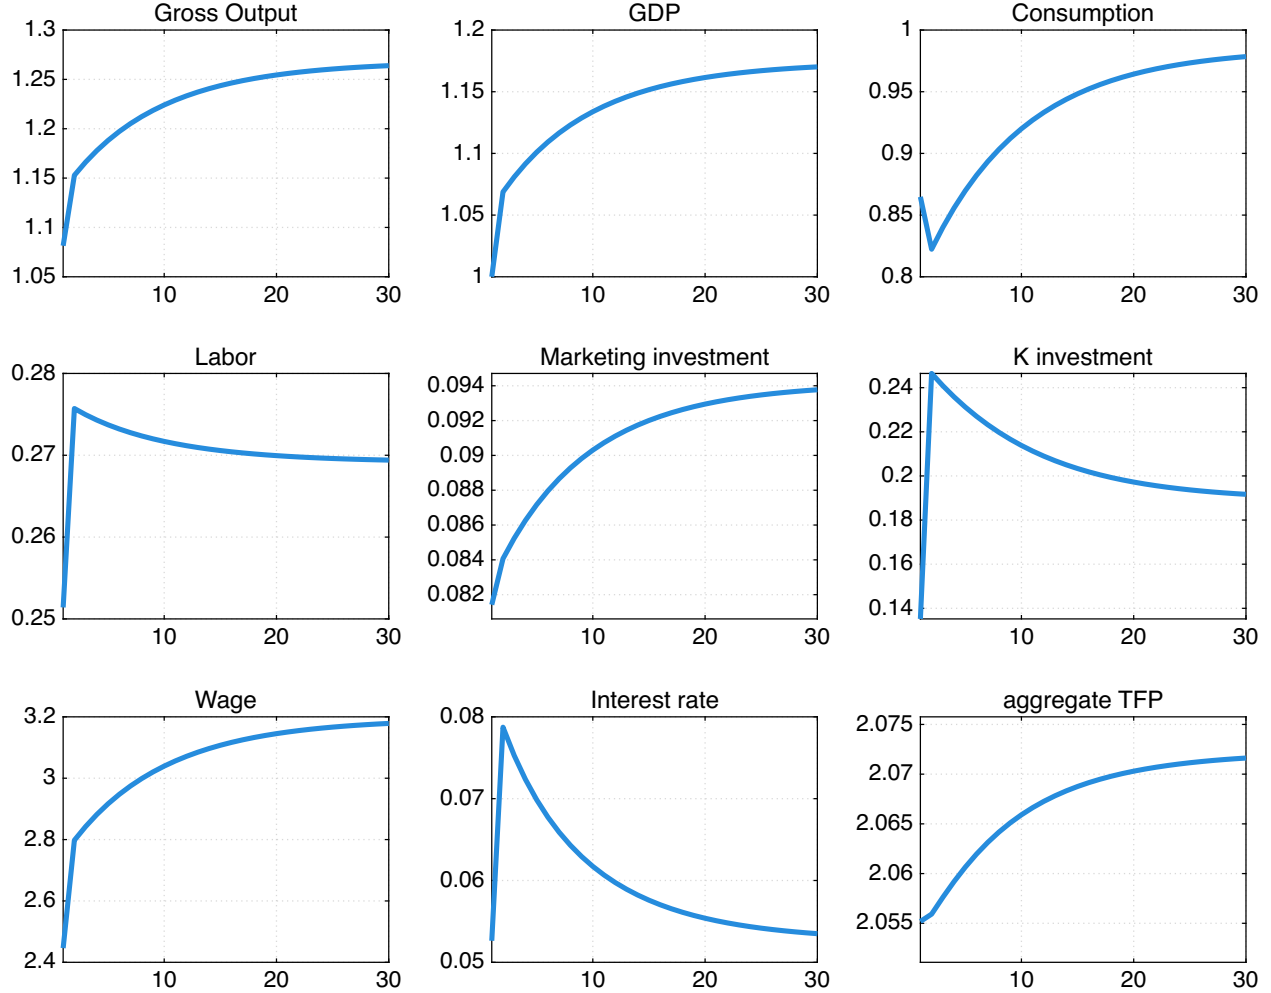 Gross Output
1.3
1.25
1.2
1.15
1.1
1.05
10 20 30
GDP
1.2
1.15
1.1
1.05
1
10 20 30
Consumption
1
0.95
0.9
0.85
0.8
10 20 30
Labor
0.28
0.27
0.26
0.25
10 20 30
Marketing investment
0.094
0.092
0.09
0.088
0.086
0.084
0.082
10 20 30
K investment
0.24
0.22
0.2
0.18
0.16
0.14
10 20 30
Wage
3.2
3
2.8
2.6
2.4
10 20 30
Interest rate
0.08
0.07
0.06
0.05
10 20 30
aggregate TFP
2.075
2.07
2.065
2.06
2.055
10 20 30